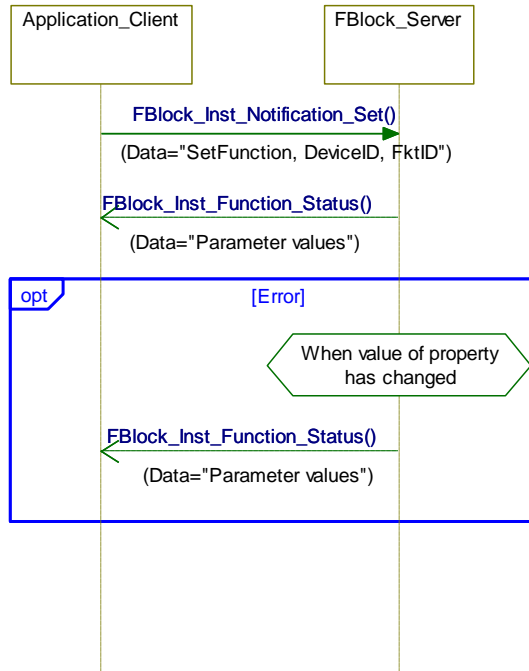 Application_Client
FBlock_Server
FBlock_Inst_Notification_Set()
(Data="SetFunction, DeviceID, FktID")
FBlock_Inst_Function_Status()
(Data="Parameter values")
opt
[Error]
When value of property
has changed
FBlock_Inst_Function_Status()
(Data="Parameter values")